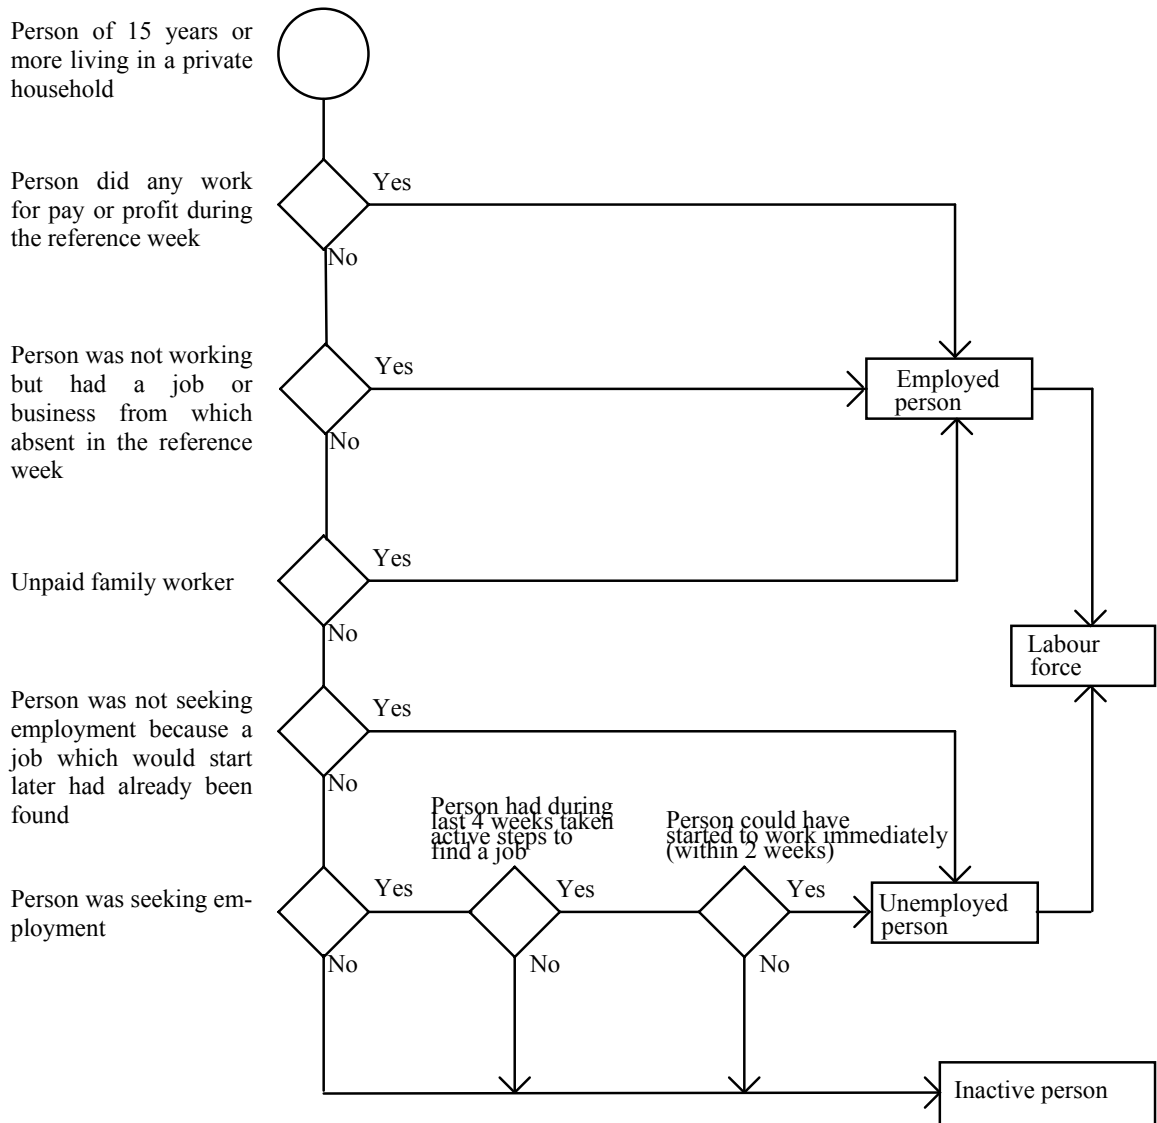 Person of 15 years or
more living in a private
household
Person did any work
for pay or profit during
the reference week
Yes
No
Person was not working
but had a job or
business from which
absent in the reference
week
Yes
No
Employed
person
Unpaid family worker
Yes
No
Labour
force
Person was not seeking
employment because a
job which would start
later had already been
found
Yes
No
Person had during
last 4 weeks taken
active steps to
find a job
Person could have
started to work immediately
(within 2 weeks)
Person was seeking em-
ployment
Yes
No
Yes
No
Yes
No
Unemployed
person
Inactive person